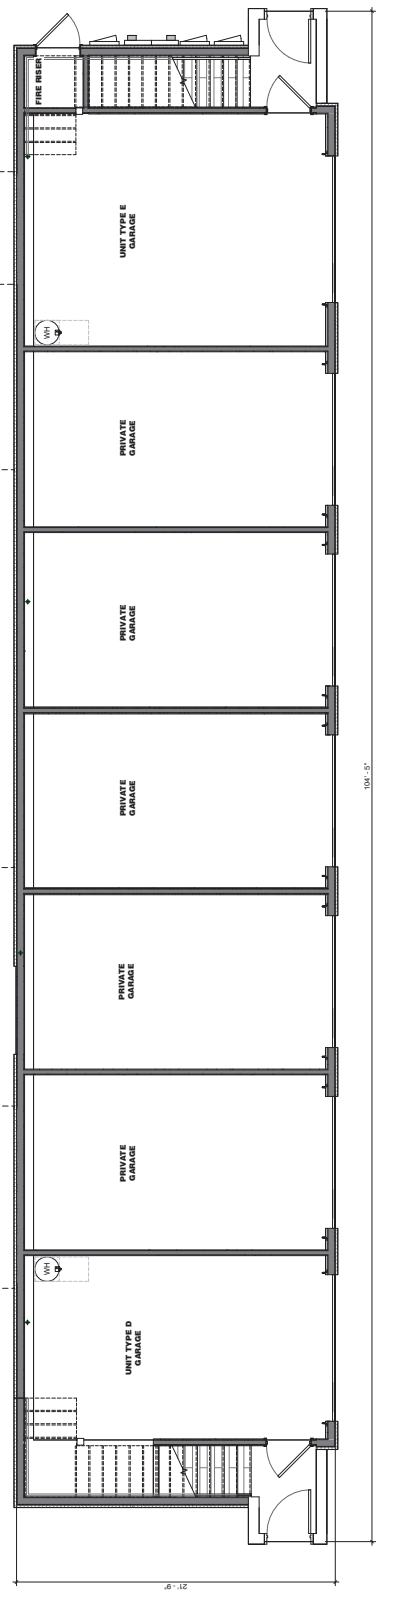 FIRE RISER
UNIT TYPE E
GARAGE
WH
PRIVATE
GARAGE
PRIVATE
GARAGE
PRIVATE
GARAGE
104' - 5"
PRIVATE
GARAGE
PRIVATE
GARAGE
WH
UNIT TYPE D
GARAGE
21' - 9"